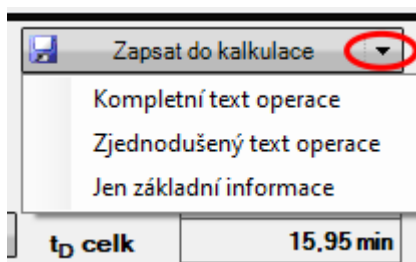 Zapsat do kalkulace
Kompletní text operace
Zjednodušený text operace
Jen základní informace
tD celk 15,95 min